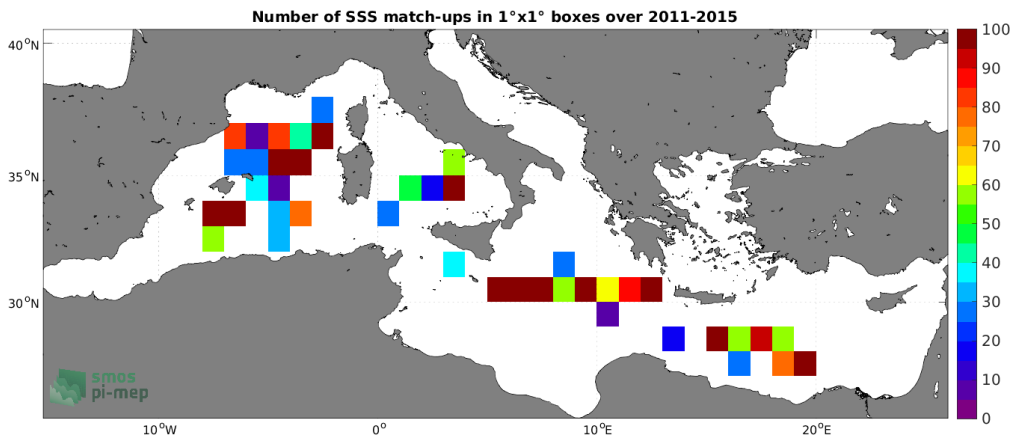 Number of SSS match-ups in 1°x1° boxes over 2011-2015
40°N
35°N
30°N
10°W
0°
10°E
20°E
100
90
80
70
60
50
40
30
20
10
0
smos
pi-mep